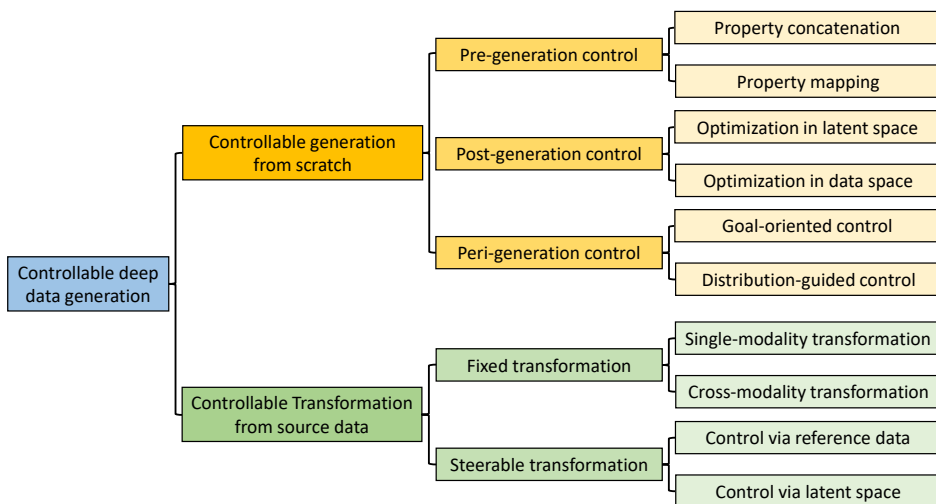 Controllable deep
data generation
Controllable generation
from scratch
Pre-generation control
Property concatenation
Property mapping
Post-generation control
Optimization in latent space
Optimization in data space
Peri-generation control
Goal-oriented control
Distribution-guided control
Controllable Transformation
from source data
Fixed transformation
Single-modality transformation
Cross-modality transformation
Steerable transformation
Control via reference data
Control via latent space